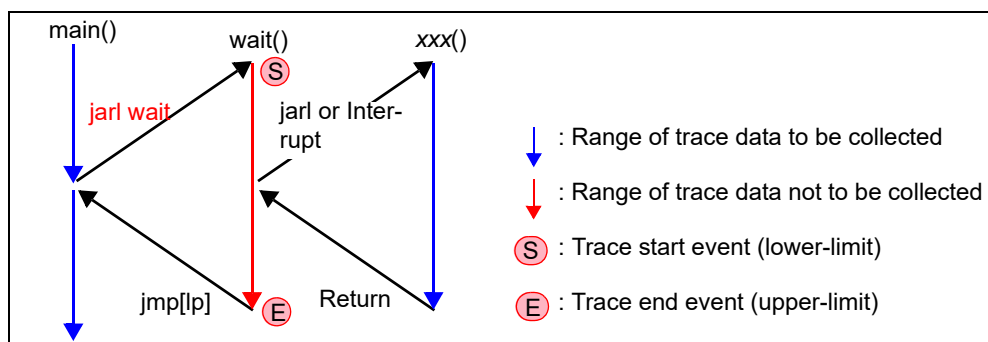 main()
wait()
xxx()
S
jarl wait
jarl or Inter-
rupt
: Range of trace data to be collected
: Range of trace data not to be collected
S : Trace start event (lower-limit)
jmp[lp]
E
Return
E : Trace end event (upper-limit)